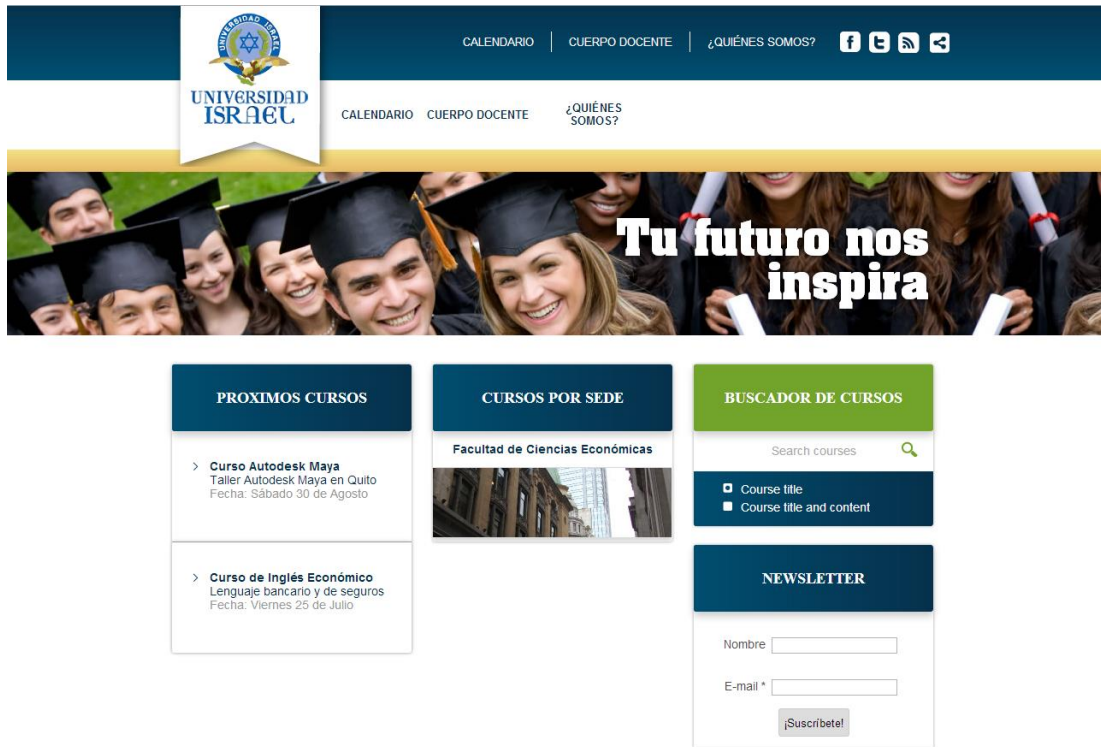 UNIVERSIDAD ISRAEL
CALENDARIO
CUERPO DOCENTE
¿QUIÉNES SOMOS?
UNIVERSIDAD
ISRAEL
CALENDARIO
CUERPO DOCENTE
¿QUIÉNES
SOMOS?
Tu futuro nos
inspira
PROXIMOS CURSOS
Curso Autodesk Maya
Taller Autodesk Maya en Quito
Fecha: Sábado 30 de Agosto
Curso de Inglés Económico
Lenguaje bancario y de seguros
Fecha: Viernes 25 de Julio
CURSOS POR SEDE
Facultad de Ciencias Económicas
BUSCADOR DE CURSOS
Search courses
Course title
Course title and content
NEWSLETTER
Nombre
E-mail *
¡Suscríbete!